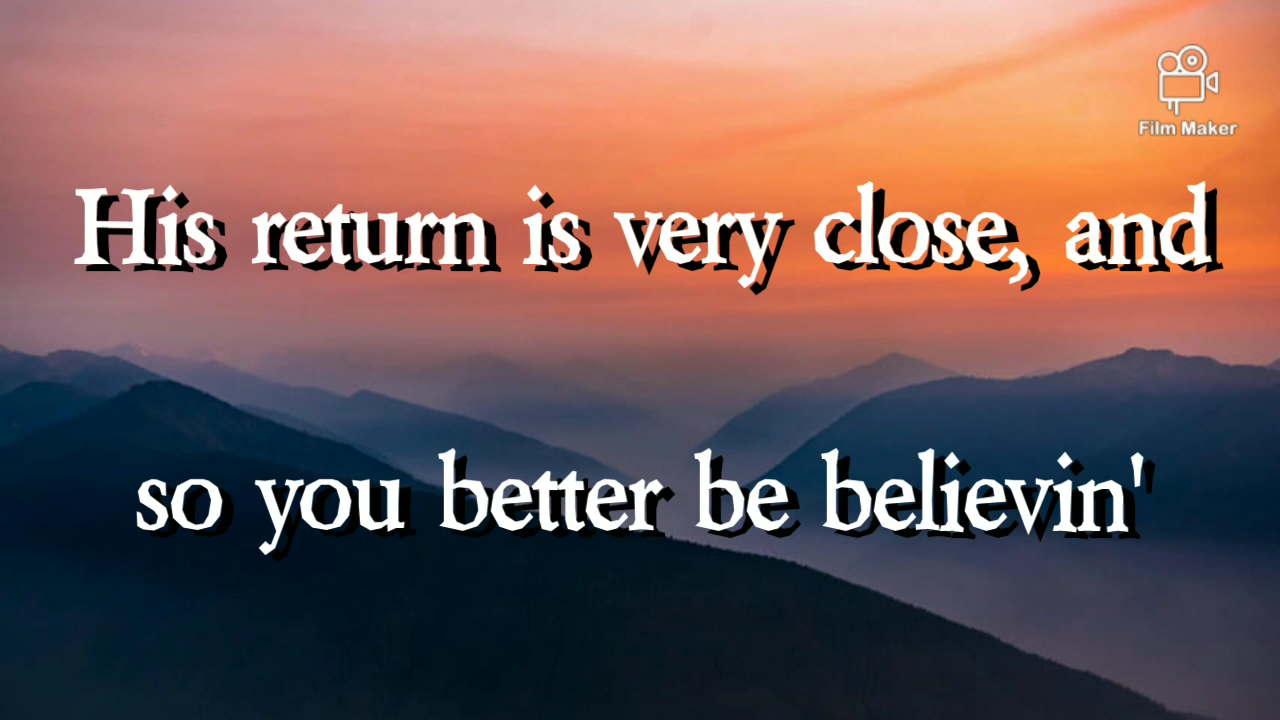 Film Maker
His return is very close, and
so you better be believin'